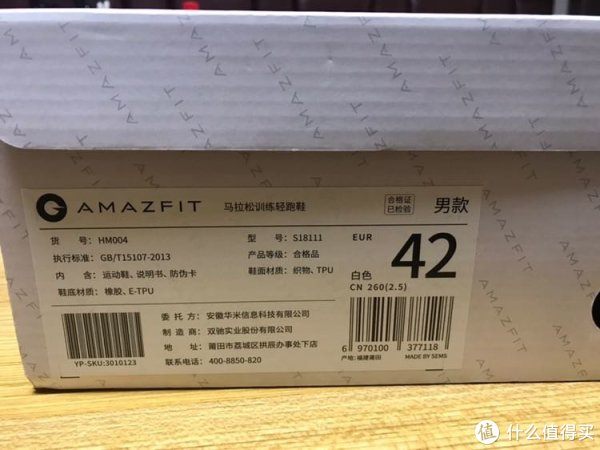 AMAZFIT
AMAZFIT 马拉松训练轻跑鞋 合格证 已检验 男款
货 号: HM004 型 号: S18111 EUR 42
执行标准: GB/T15107-2013 产品等级: 合格品
内 含: 运动鞋、说明书、防伪卡 鞋面材质: 织物、TPU 白色
鞋底材质: 橡胶、E-TPU CN 260(2.5)
委 托 方: 安徽华米信息科技有限公司
制 造 商: 双驰实业股份有限公司
地 址: 莆田市荔城区拱辰办事处下店
联系电话: 400-8850-820
YP-SKU:3010123
6 970100 377118
产地: 福建莆田 MADE BY SEMS
值 什么值得买